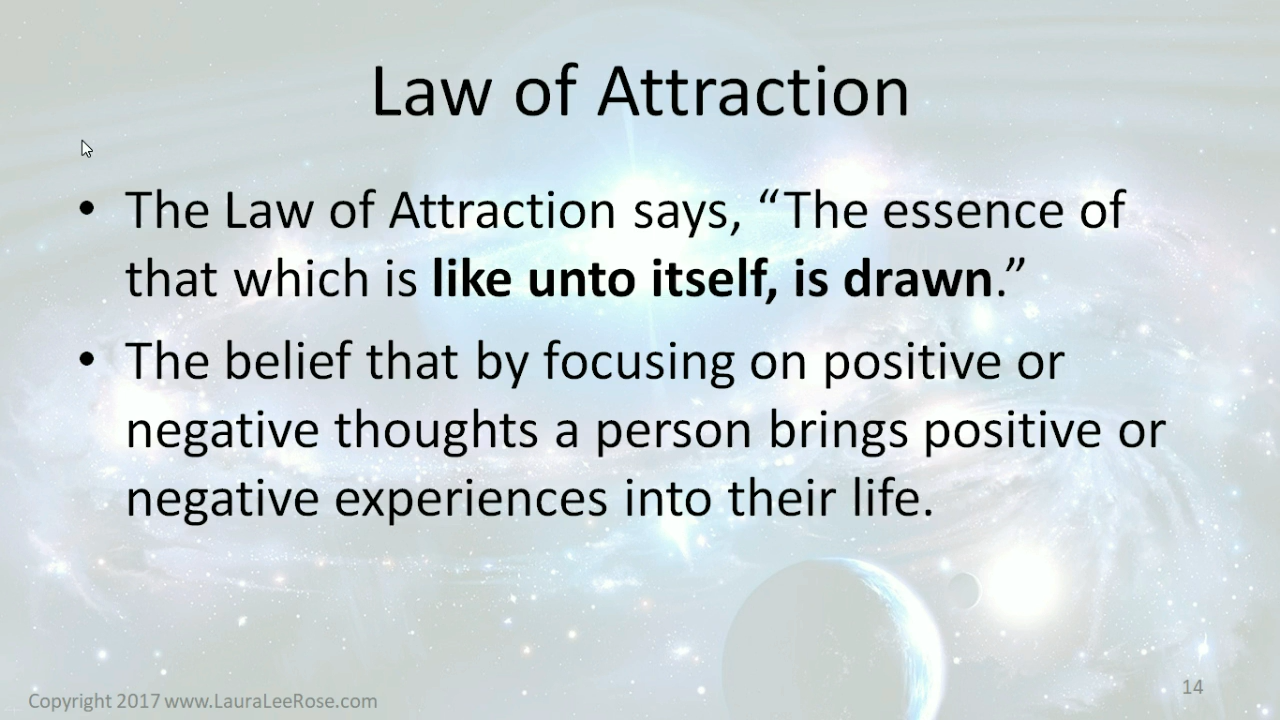 Law of Attraction
• The Law of Attraction says, “The essence of
that which is like unto itself, is drawn.”
• The belief that by focusing on positive or
negative thoughts a person brings positive or
negative experiences into their life.
Copyright 2017 www.LauraLeeRose.com
14